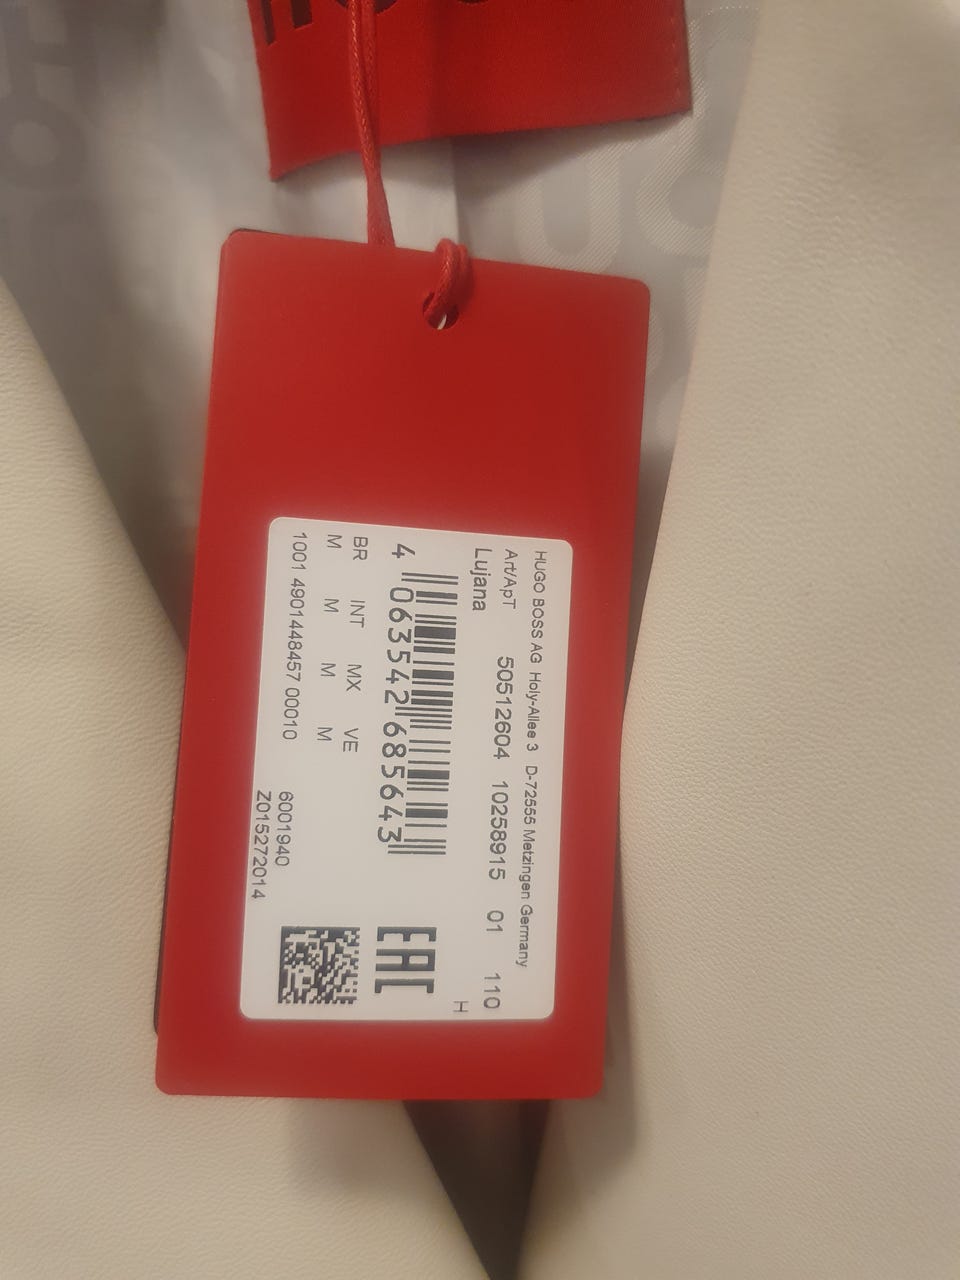 HUGO BOSS AG Holy-Allee 3 D-72555 Metzingen Germany
Art/АрТ 50512604 10258915 01 110
Lujana H
4 063542 685643
EAC
BR INT MX VE
M M M M
1001 4901448457 00010 6001940
Z015272014